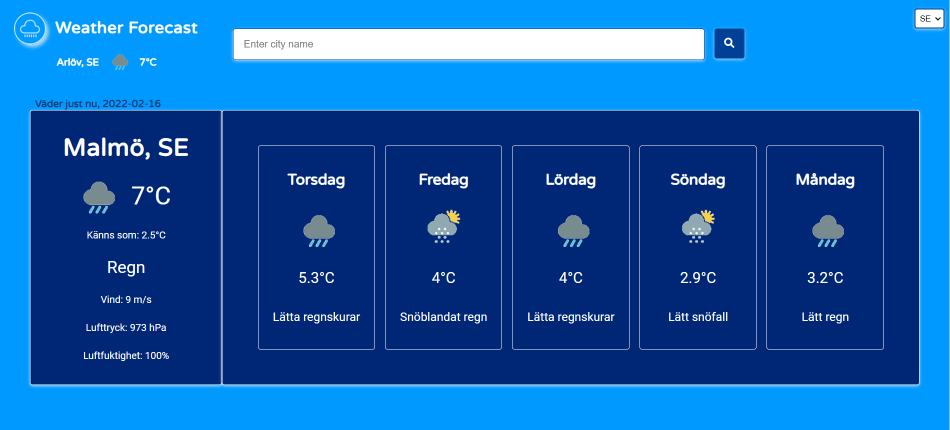 Weather Forecast
SE
Enter city name
Arlöv, SE 7°C
Väder just nu, 2022-02-16
Malmö, SE
7°C
Känns som: 2.5°C
Regn
Vind: 9 m/s
Lufttryck: 973 hPa
Luftfuktighet: 100%
Torsdag
5.3°C
Lätta regnskurar
Fredag
4°C
Snöblandat regn
Lördag
4°C
Lätta regnskurar
Söndag
2.9°C
Lätt snöfall
Måndag
3.2°C
Lätt regn